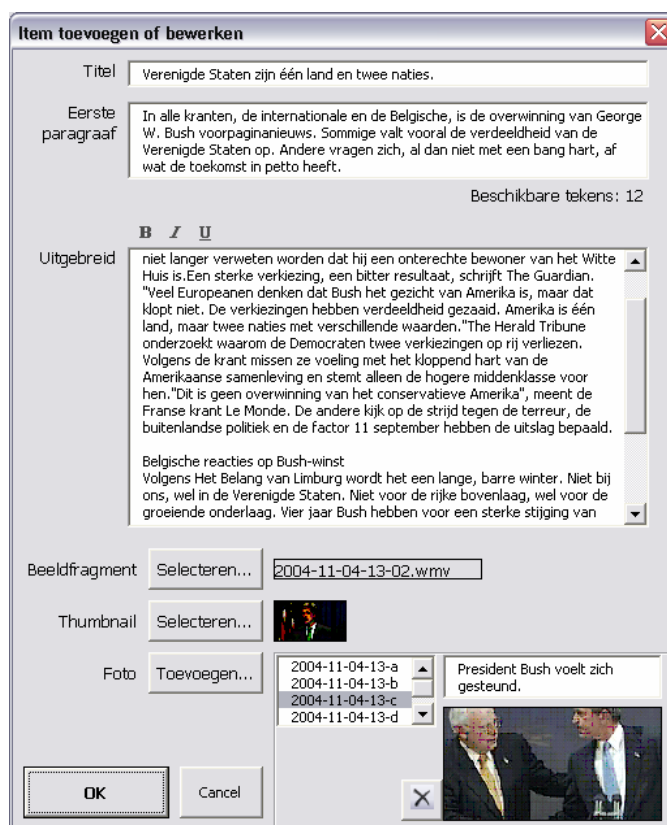 Item toevoegen of bewerken
Titel
Verenigde Staten zijn één land en twee naties.
Eerste
paragraaf
In alle kranten, de internationale en de Belgische, is de overwinning van George
W. Bush voorpaginanieuws. Sommige valt vooral de verdeeldheid van de
Verenigde Staten op. Andere vragen zich, al dan niet met een bang hart, af
wat de toekomst in petto heeft.
Beschikbare tekens: 12
B I U
Uitgebreid
niet langer verweten worden dat hij een onterechte bewoner van het Witte
Huis is.Een sterke verkiezing, een bitter resultaat, schrijft The Guardian.
"Veel Europeanen denken dat Bush het gezicht van Amerika is, maar dat
klopt niet. De verkiezingen hebben verdeeldheid gezaaid. Amerika is één
land, maar twee naties met verschillende waarden."The Herald Tribune
onderzoekt waarom de Democraten twee verkiezingen op rij verliezen.
Volgens de krant missen ze voeling met het kloppend hart van de
Amerikaanse samenleving en stemt alleen de hogere middenklasse voor
hen."Dit is geen overwinning van het conservatieve Amerika", meent de
Franse krant Le Monde. De andere kijk op de strijd tegen de terreur, de
buitenlandse politiek en de factor 11 september hebben de uitslag bepaald.
Belgische reacties op Bush-winst
Volgens Het Belang van Limburg wordt het een lange, barre winter. Niet bij
ons, wel in de Verenigde Staten. Niet voor de rijke bovenlaag, wel voor de
groeiende onderlaag. Vier jaar Bush hebben voor een sterke stijging van
Beeldfragment
Selecteren...
2004-11-04-13-02.wmv
Thumbnail
Selecteren...
Foto
Toevoegen...
2004-11-04-13-a
2004-11-04-13-b
2004-11-04-13-c
2004-11-04-13-d
President Bush voelt zich
gesteund.
OK
Cancel